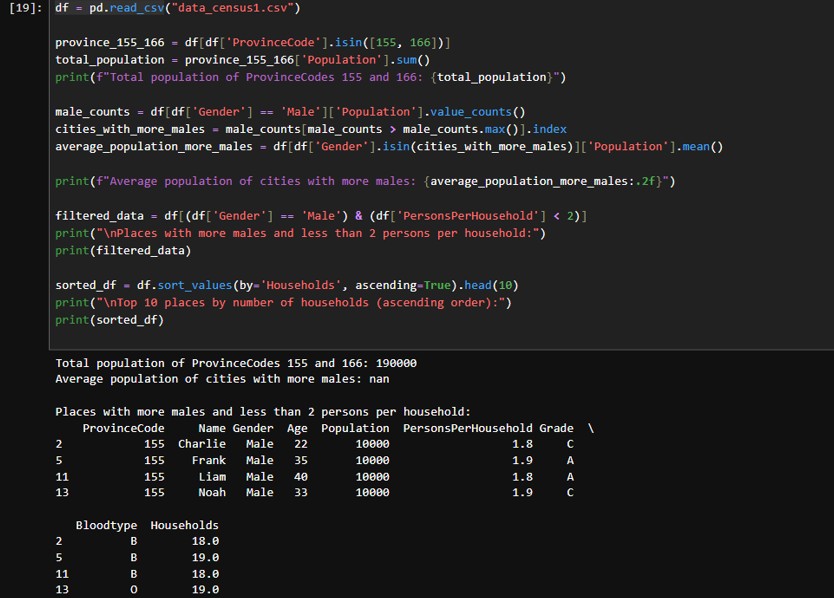 [19]: df = pd.read_csv("data_census1.csv")
province_155_166 = df[df['ProvinceCode'].isin([155, 166])]
total_population = province_155_166['Population'].sum()
print(f"Total population of ProvinceCodes 155 and 166: {total_population}")
male_counts = df[df['Gender'] == 'Male']['Population'].value_counts()
cities_with_more_males = male_counts[male_counts > male_counts.max()].index
average_population_more_males = df[df['Gender'].isin(cities_with_more_males)]['Population'].mean()
print(f"Average population of cities with more males: {average_population_more_males:.2f}")
filtered_data = df[(df['Gender'] == 'Male') & (df['PersonsPerHousehold'] < 2)]
print("\nPlaces with more males and less than 2 persons per household:")
print(filtered_data)
sorted_df = df.sort_values(by='Households', ascending=True).head(10)
print("\nTop 10 places by number of households (ascending order):")
print(sorted_df)
Total population of ProvinceCodes 155 and 166: 190000
Average population of cities with more males: nan
Places with more males and less than 2 persons per household:
ProvinceCode Name Gender Age Population PersonsPerHousehold Grade \
2 155 Charlie Male 22 10000 1.8 C
5 155 Frank Male 35 10000 1.9 A
11 155 Liam Male 40 10000 1.8 A
13 155 Noah Male 33 10000 1.9 C
Bloodtype Households
2 B 18.0
5 B 19.0
11 B 18.0
13 O 19.0